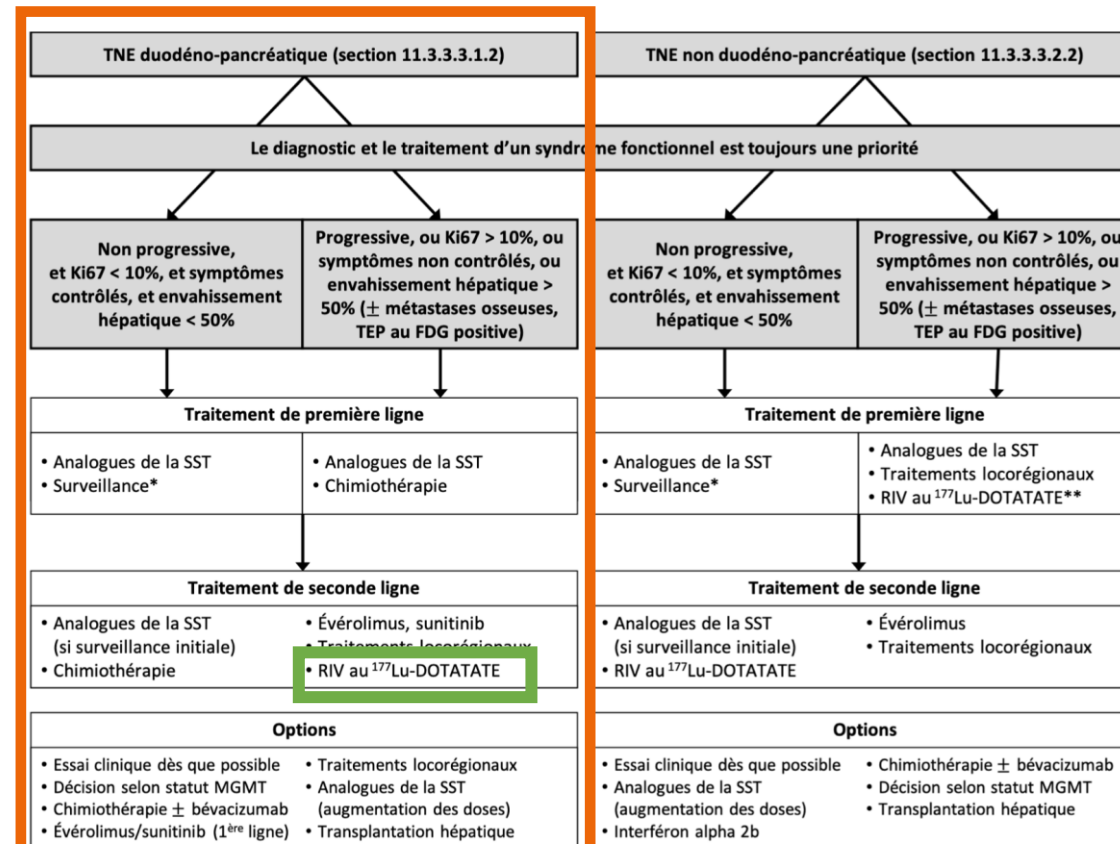 TNE duodéno-pancréatique (section 11.3.3.3.1.2)
TNE non duodéno-pancréatique (section 11.3.3.3.2.2)
Le diagnostic et le traitement d’un syndrome fonctionnel est toujours une priorité
Non progressive,
et Ki67 < 10%, et symptômes
contrôlés, et envahissement
hépatique < 50%
Progressive, ou Ki67 > 10%, ou
symptômes non contrôlés, ou
envahissement hépatique >
50% (± métastases osseuses,
TEP au FDG positive)
Non progressive,
et Ki67 < 10%, et symptômes
contrôlés, et envahissement
hépatique < 50%
Progressive, ou Ki67 > 10%, ou
symptômes non contrôlés, ou
envahissement hépatique >
50% (± métastases osseuses,
TEP au FDG positive)
Traitement de première ligne
• Analogues de la SST
• Surveillance*
• Analogues de la SST
• Chimiothérapie
Traitement de première ligne
• Analogues de la SST
• Surveillance*
• Analogues de la SST
• Traitements locorégionaux
• RIV au ¹⁷⁷Lu-DOTATATE**
Traitement de seconde ligne
• Analogues de la SST
(si surveillance initiale)
• Chimiothérapie
• Évérolimus, sunitinib
• Traitements locorégionaux
• RIV au ¹⁷⁷Lu-DOTATATE
Traitement de seconde ligne
• Analogues de la SST
(si surveillance initiale)
• RIV au ¹⁷⁷Lu-DOTATATE
• Évérolimus
• Traitements locorégionaux
Options
• Essai clinique dès que possible
• Décision selon statut MGMT
• Chimiothérapie ± bévacizumab
• Évérolimus/sunitinib (1ère ligne)
• Traitements locorégionaux
• Analogues de la SST
(augmentation des doses)
• Transplantation hépatique
Options
• Essai clinique dès que possible
• Analogues de la SST
(augmentation des doses)
• Interféron alpha 2b
• Chimiothérapie ± bévacizumab
• Décision selon statut MGMT
• Transplantation hépatique